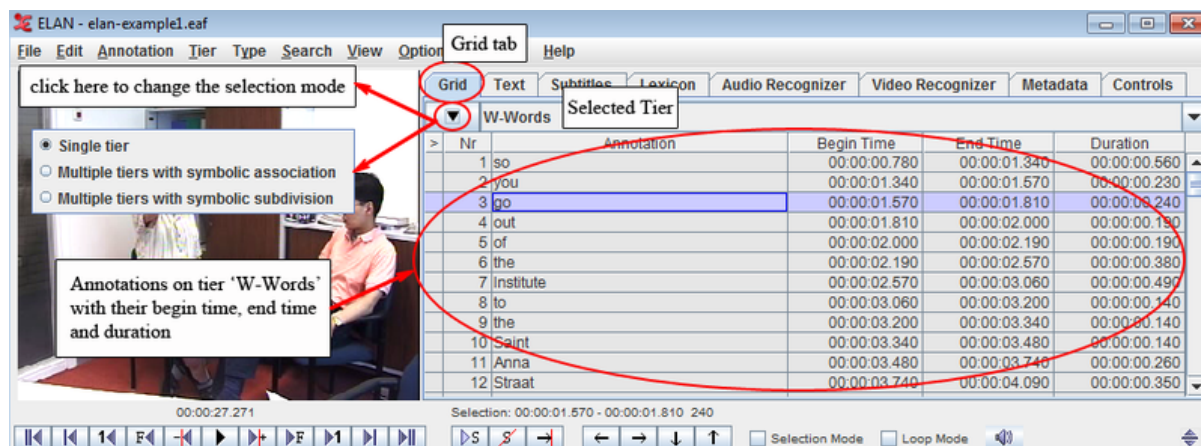 ELAN - elan-example1.eaf
File Edit Annotation Tier Type Search View Option Help
Grid tab
click here to change the selection mode
Grid Text Subtitles Lexicon Audio Recognizer Video Recognizer Metadata Controls
Selected Tier
▼ W-Words
Single tier
Multiple tiers with symbolic association
Multiple tiers with symbolic subdivision
> Nr Annotation Begin Time End Time Duration
1 so 00:00:00.780 00:00:01.340 00:00:00.560
2 you 00:00:01.340 00:00:01.570 00:00:00.230
3 go 00:00:01.570 00:00:01.810 00:00:00.240
4 out 00:00:01.810 00:00:02.000 00:00:00.190
5 of 00:00:02.000 00:00:02.190 00:00:00.190
6 the 00:00:02.190 00:00:02.570 00:00:00.380
7 Institute 00:00:02.570 00:00:03.060 00:00:00.490
8 to 00:00:03.060 00:00:03.200 00:00:00.140
9 the 00:00:03.200 00:00:03.340 00:00:00.140
10 Saint 00:00:03.340 00:00:03.480 00:00:00.140
11 Anna 00:00:03.480 00:00:03.740 00:00:00.260
12 Straat 00:00:03.740 00:00:04.090 00:00:00.350
Annotations on tier ‘W-Words’
with their begin time, end time
and duration
00:00:27.271
Selection: 00:00:01.570 - 00:00:01.810 240
1 F F 1 S S Selection Mode Loop Mode